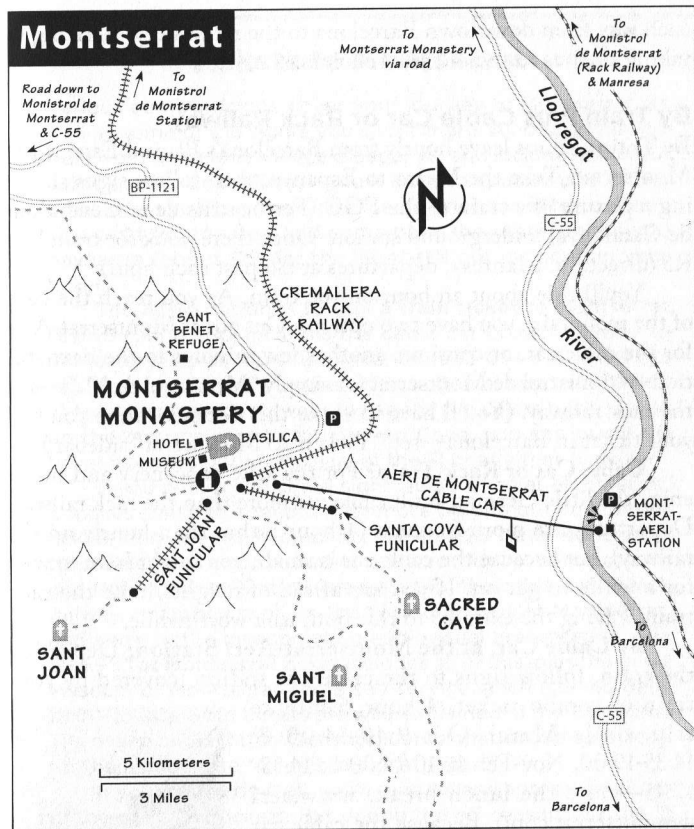 Montserrat
Road down to
Monistrol de
Montserrat
& C-55
To
Monistrol
de Montserrat
Station
To
Montserrat Monastery
via road
To
Monistrol
de Montserrat
(Rack Railway)
& Manresa
Llobregat
River
BP-1121
C-55
CREMALLERA
RACK
RAILWAY
SANT
BENET
REFUGE
MONTSERRAT
MONASTERY
P
HOTEL
BASILICA
MUSEUM
i
AERI DE MONTSERRAT
CABLE CAR
P
MONT-
SERRAT-
AERI
STATION
SANTA COVA
FUNICULAR
SANT JOAN
FUNICULAR
SACRED
CAVE
SANT
JOAN
SANT
MIGUEL
To
Barcelona
C-55
5 Kilometers
3 Miles
To
Barcelona